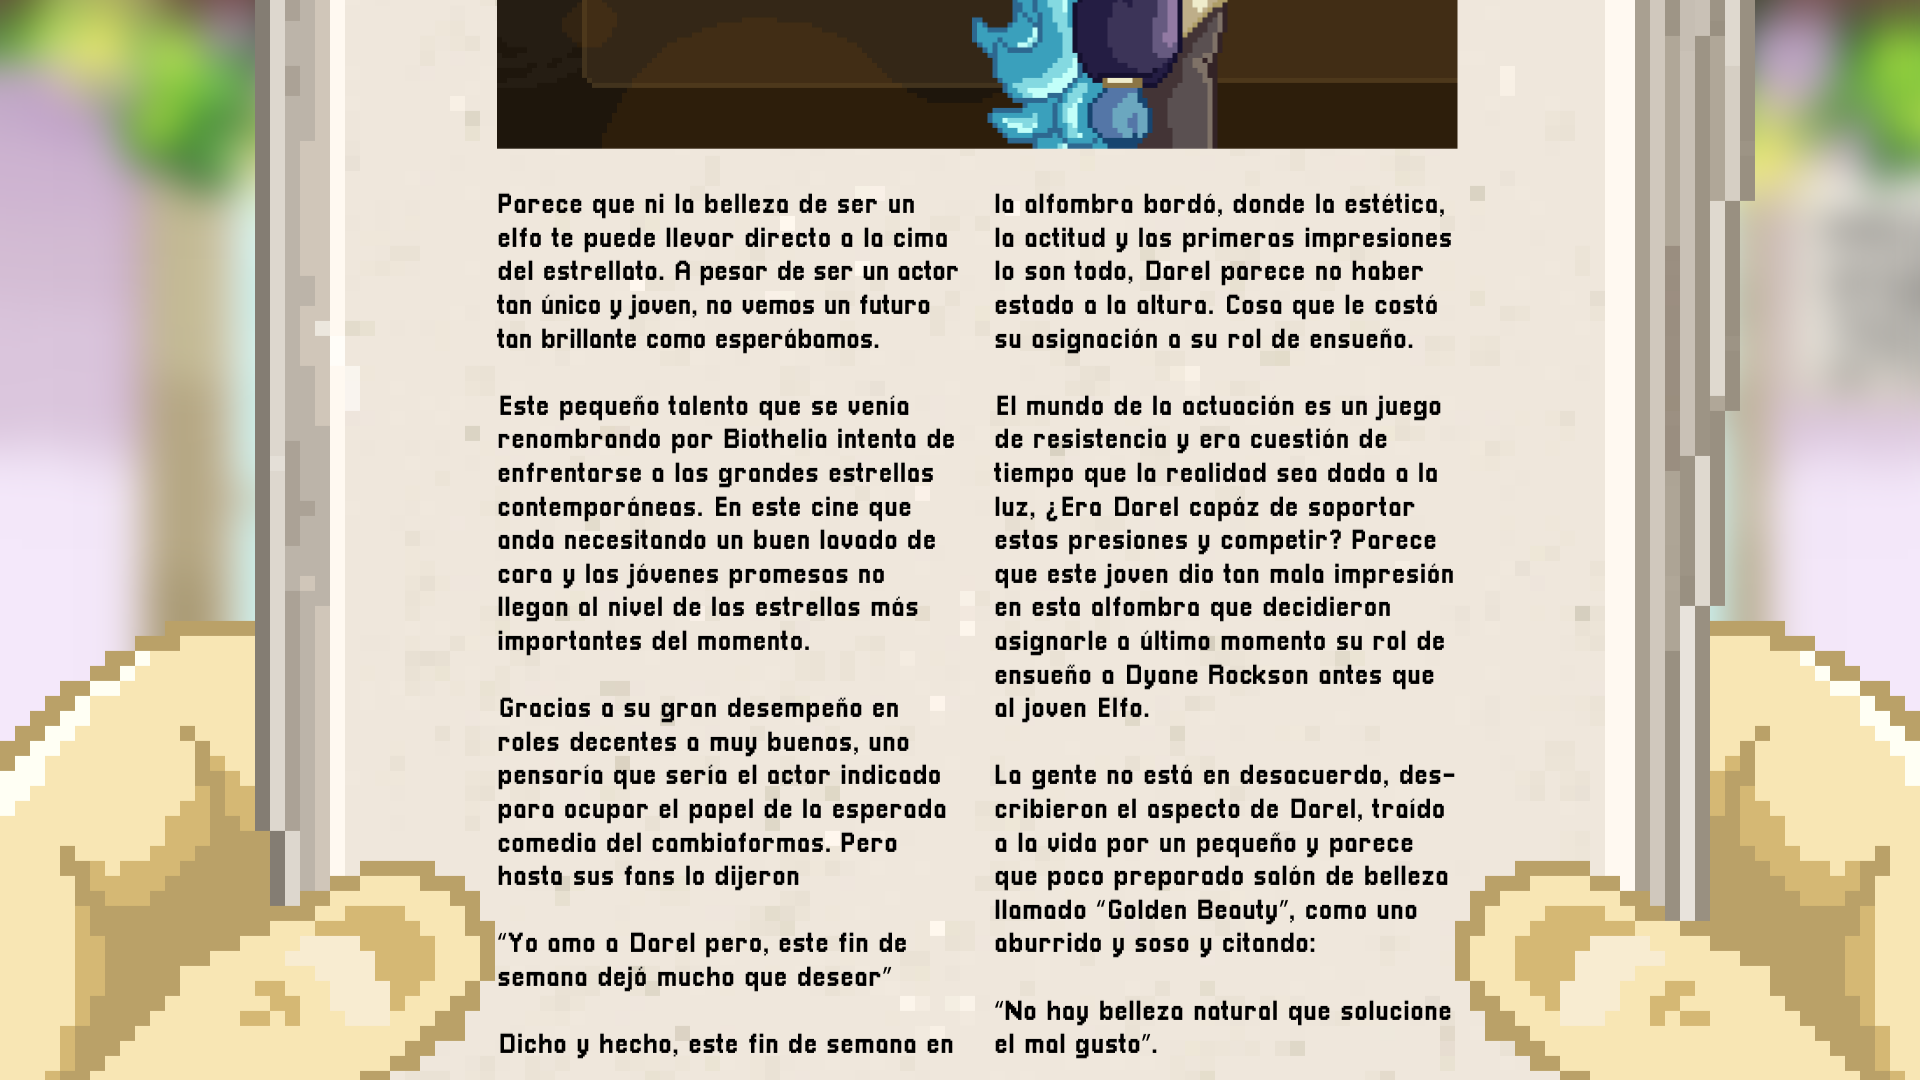 Parece que ni la belleza de ser un
elfo te puede llevar directo a la cima
del estrellato. A pesar de ser un actor
tan único y joven, no vemos un futuro
tan brillante como esperábamos.
Este pequeño talento que se venía
renombrando por Biothelia intenta de
enfrentarse a las grandes estrellas
contemporáneas. En este cine que
anda necesitando un buen lavado de
cara y las jóvenes promesas no
llegan al nivel de las estrellas más
importantes del momento.
Gracias a su gran desempeño en
roles decentes a muy buenos, uno
pensaría que sería el actor indicado
para ocupar el papel de la esperada
comedia del cambiaformas. Pero
hasta sus fans lo dijeron
“Yo amo a Darel pero, este fin de
semana dejó mucho que desear”
Dicho y hecho, este fin de semana en
la alfombra bordó, donde la estética,
la actitud y las primeras impresiones
lo son todo, Darel parece no haber
estado a la altura. Cosa que le costó
su asignación a su rol de ensueño.
El mundo de la actuación es un juego
de resistencia y era cuestión de
tiempo que la realidad sea dada a la
luz, ¿Era Darel capáz de soportar
estas presiones y competir? Parece
que este joven dio tan mala impresión
en esta alfombra que decidieron
asignarle a último momento su rol de
ensueño a Dyane Rockson antes que
al joven Elfo.
La gente no está en desacuerdo, des-
cribieron el aspecto de Darel, traído
a la vida por un pequeño y parece
que poco preparado salón de belleza
llamado “Golden Beauty”, como uno
aburrido y soso y citando:
“No hay belleza natural que solucione
el mal gusto”.